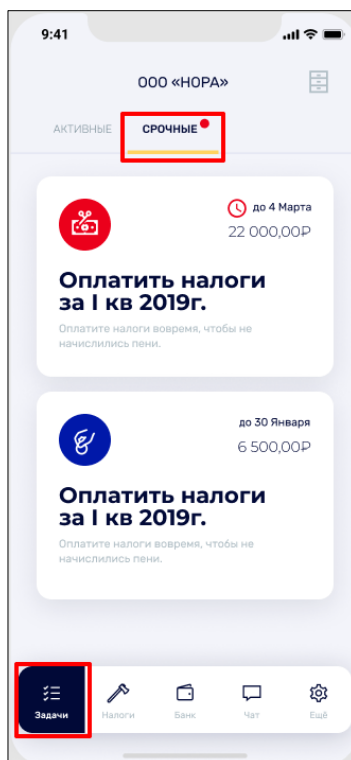 9:41
ООО «НОРА»
АКТИВНЫЕ СРОЧНЫЕ
до 4 Марта
22 000,00₽
Оплатить налоги
за I кв 2019г.
Оплатите налоги вовремя, чтобы не
начислились пени.
до 30 Января
6 500,00₽
Оплатить налоги
за I кв 2019г.
Оплатите налоги вовремя, чтобы не
начислились пени.
Задачи Налоги Банк Чат Ещё